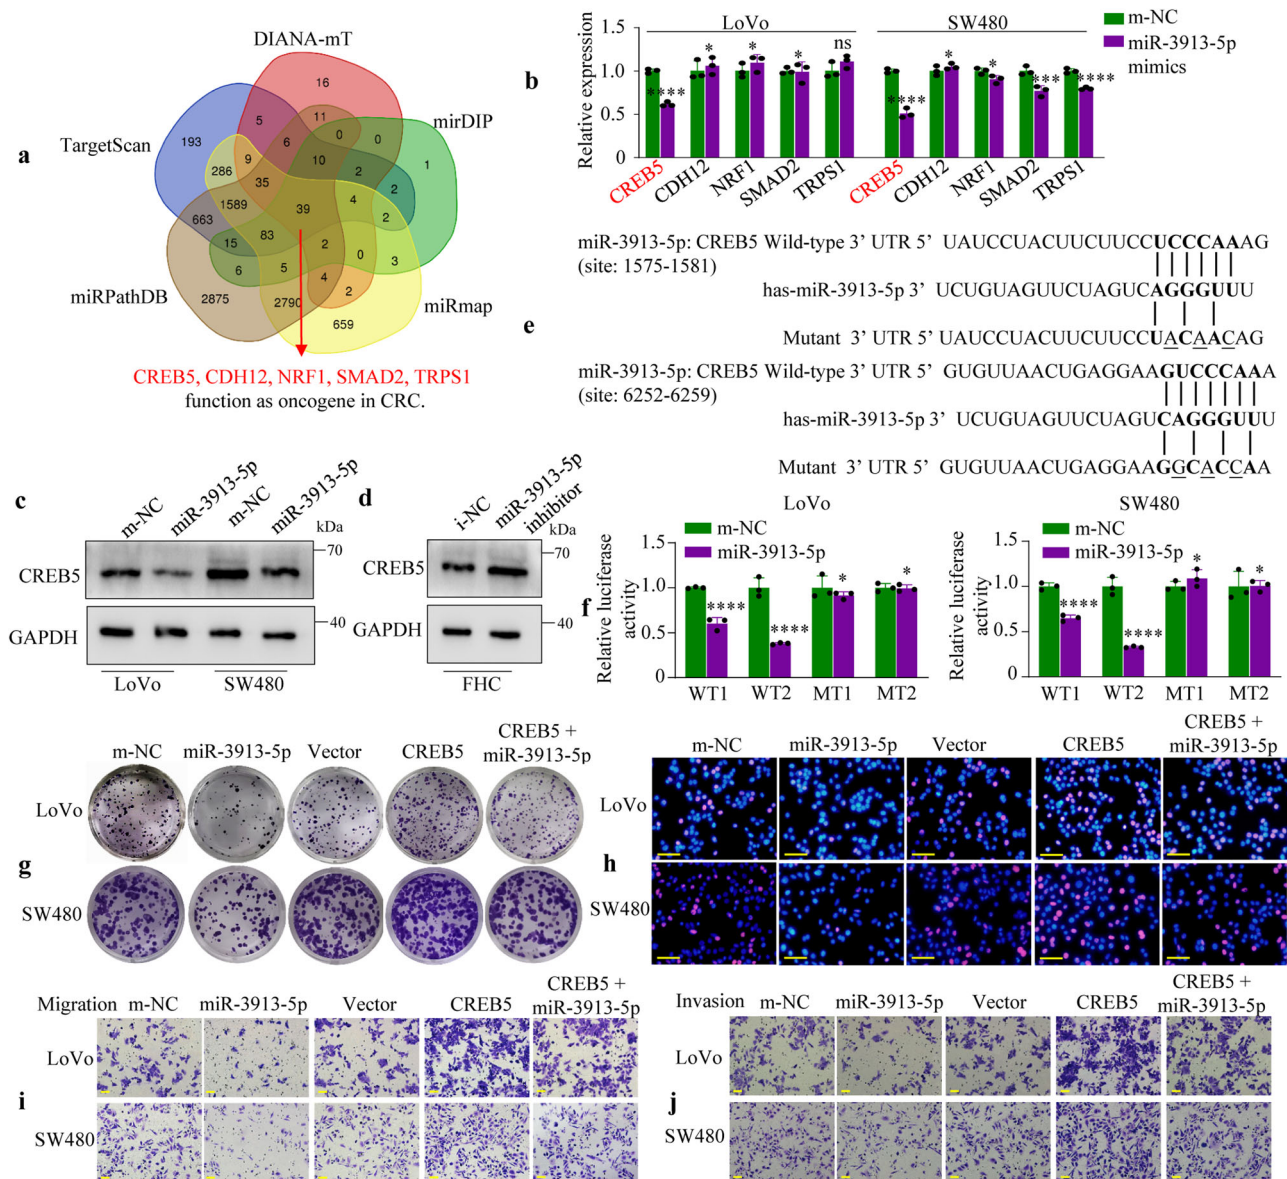 a
DIANA-mT
TargetScan
mirDIP
miRPathDB
miRmap
16
193
5
11
0
0
1
6
9
10
2
2
286
35
4
2
1589
39
663
83
2
0
3
15
5
4
6
2
2875
2790
659
CREB5, CDH12, NRF1, SMAD2, TRPS1
function as oncogene in CRC.
b
LoVo
SW480
m-NC
miR-3913-5p
mimics
Relative expression
1.5
1.0
0.5
0
****
*
*
*
ns
****
*
*
***
****
CREB5
CDH12
NRF1
SMAD2
TRPS1
CREB5
CDH12
NRF1
SMAD2
TRPS1
e
miR-3913-5p: CREB5 Wild-type 3' UTR 5' UAUCCUACUUCUUCCUCCCAAAG
(site: 1575-1581)
has-miR-3913-5p 3' UCUGUAGUUCUAGUCAGGGUUU
Mutant 3' UTR 5' UAUCCUACUUCUUCCUACAACAG
miR-3913-5p: CREB5 Wild-type 3' UTR 5' GUGUUAACUGAGGAAGUCCCAAA
(site: 6252-6259)
has-miR-3913-5p 3' UCUGUAGUUCUAGUCAGGGUUU
Mutant 3' UTR 5' GUGUUAACUGAGGAAGGCACCAA
c
m-NC
miR-3913-5p
m-NC
miR-3913-5p
kDa
CREB5
70
55
GAPDH
40
LoVo
SW480
d
i-NC
miR-3913-5p
inhibitor
kDa
CREB5
70
55
GAPDH
40
FHC
f
LoVo
m-NC
miR-3913-5p
Relative luciferase
activity
1.5
1.0
0.5
0
****
****
*
*
WT1
WT2
MT1
MT2
SW480
m-NC
miR-3913-5p
Relative luciferase
activity
1.5
1.0
0.5
0
****
****
*
*
WT1
WT2
MT1
MT2
g
m-NC
miR-3913-5p
Vector
CREB5
CREB5 +
miR-3913-5p
LoVo
SW480
h
m-NC
miR-3913-5p
Vector
CREB5
CREB5 +
miR-3913-5p
LoVo
SW480
i
Migration
m-NC
miR-3913-5p
Vector
CREB5
CREB5 +
miR-3913-5p
LoVo
SW480
j
Invasion
m-NC
miR-3913-5p
Vector
CREB5
CREB5 +
miR-3913-5p
LoVo
SW480